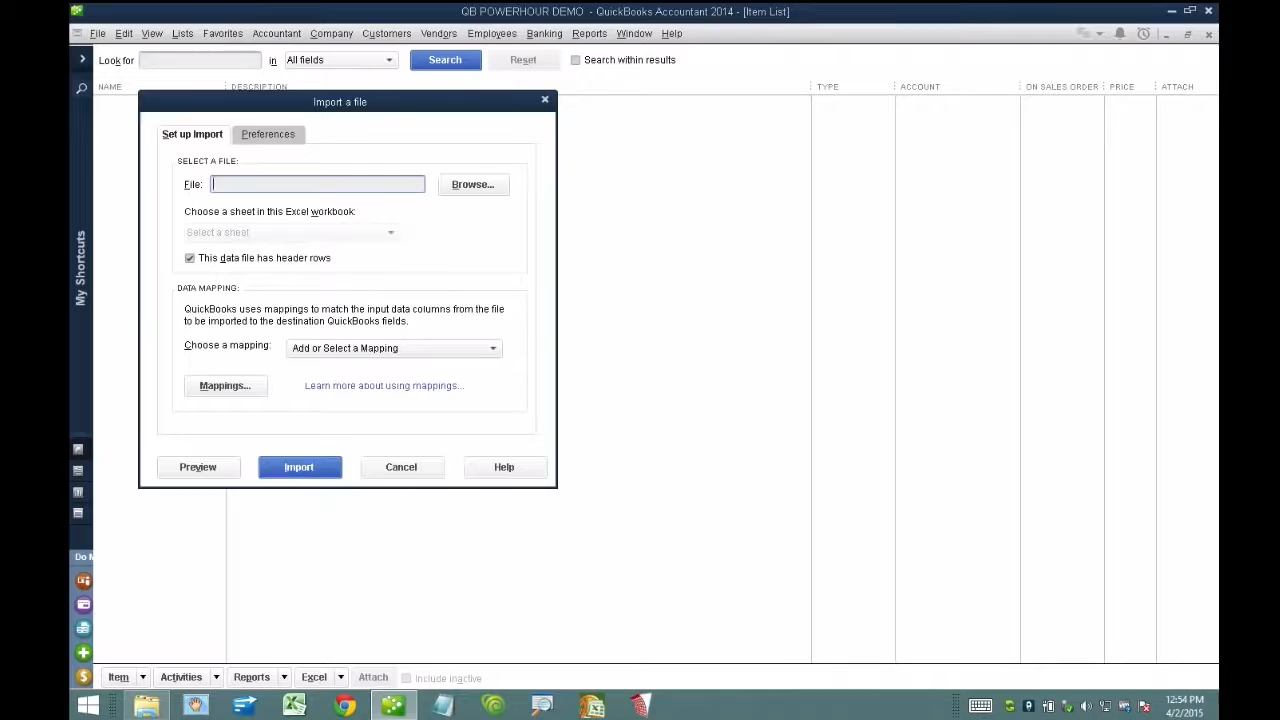 QB POWERHOUR DEMO - QuickBooks Accountant 2014 - [Item List]
File Edit View Lists Favorites Accountant Company Customers Vendors Employees Banking Reports Window Help
Look for in All fields Search Reset Search within results
NAME DESCRIPTION TYPE ACCOUNT ON SALES ORDER PRICE ATTACH
Import a file
Set up Import Preferences
SELECT A FILE:
File: Browse...
Choose a sheet in this Excel workbook:
Select a sheet
This data file has header rows
DATA MAPPING:
QuickBooks uses mappings to match the input data columns from the file
to be imported to the destination QuickBooks fields.
Choose a mapping: Add or Select a Mapping
Mappings... Learn more about using mappings...
Preview Import Cancel Help
My Shortcuts
Do M
Item Activities Reports Excel Attach Include inactive
12:54 PM
4/2/2015